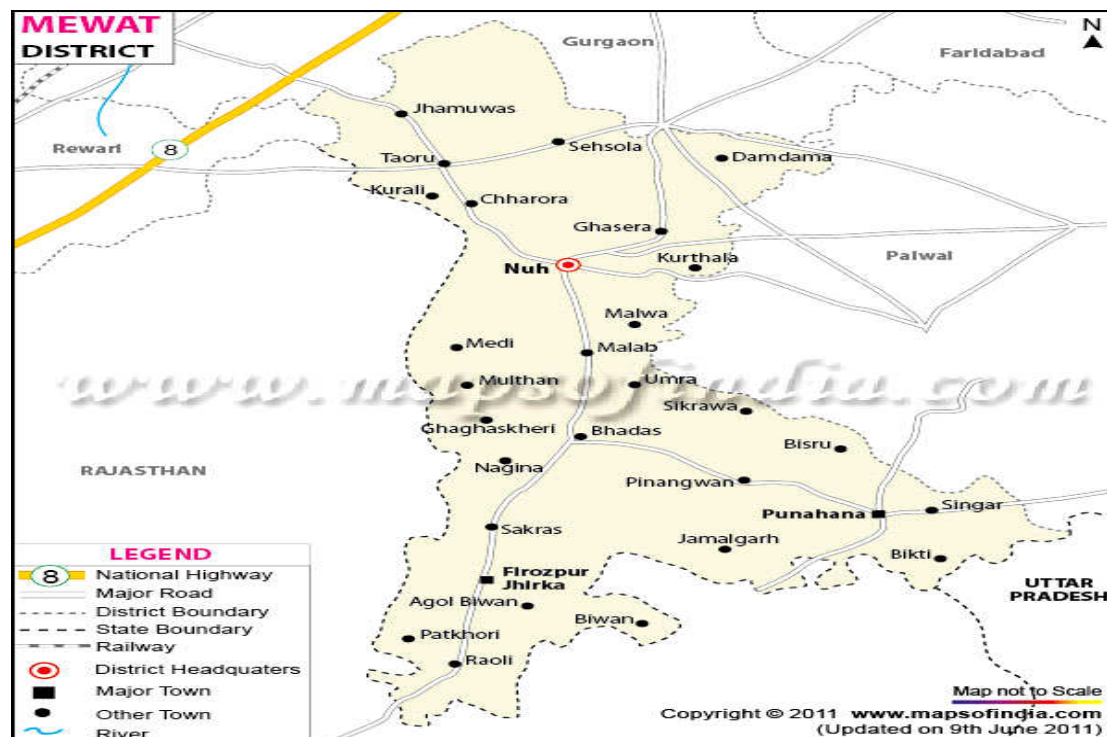 MEWAT
DISTRICT
N
Gurgaon
Faridabad
Jhamuwas
Rewari
8
Sehsola
Taoru
Damdama
Kurali
Chharora
Ghasera
Palwal
Nuh
Kurthala
Malwa
Medi
Malab
www.mapsofindia.com
Multhan
Umra
Sikrawa
Ghaghaskheri
Bhadas
Bisru
RAJASTHAN
Nagina
Pinangwan
Punahana
Singar
Sakras
Jamalgarh
Bikti
Firozpur
Jhirka
UTTAR
PRADESH
Agol Biwan
Biwan
Patkhori
Raoli
LEGEND
8 National Highway
Major Road
District Boundary
State Boundary
Railway
District Headquaters
Major Town
Other Town
River
Map not to Scale
Copyright © 2011 www.mapsofindia.com
(Updated on 9th June 2011)